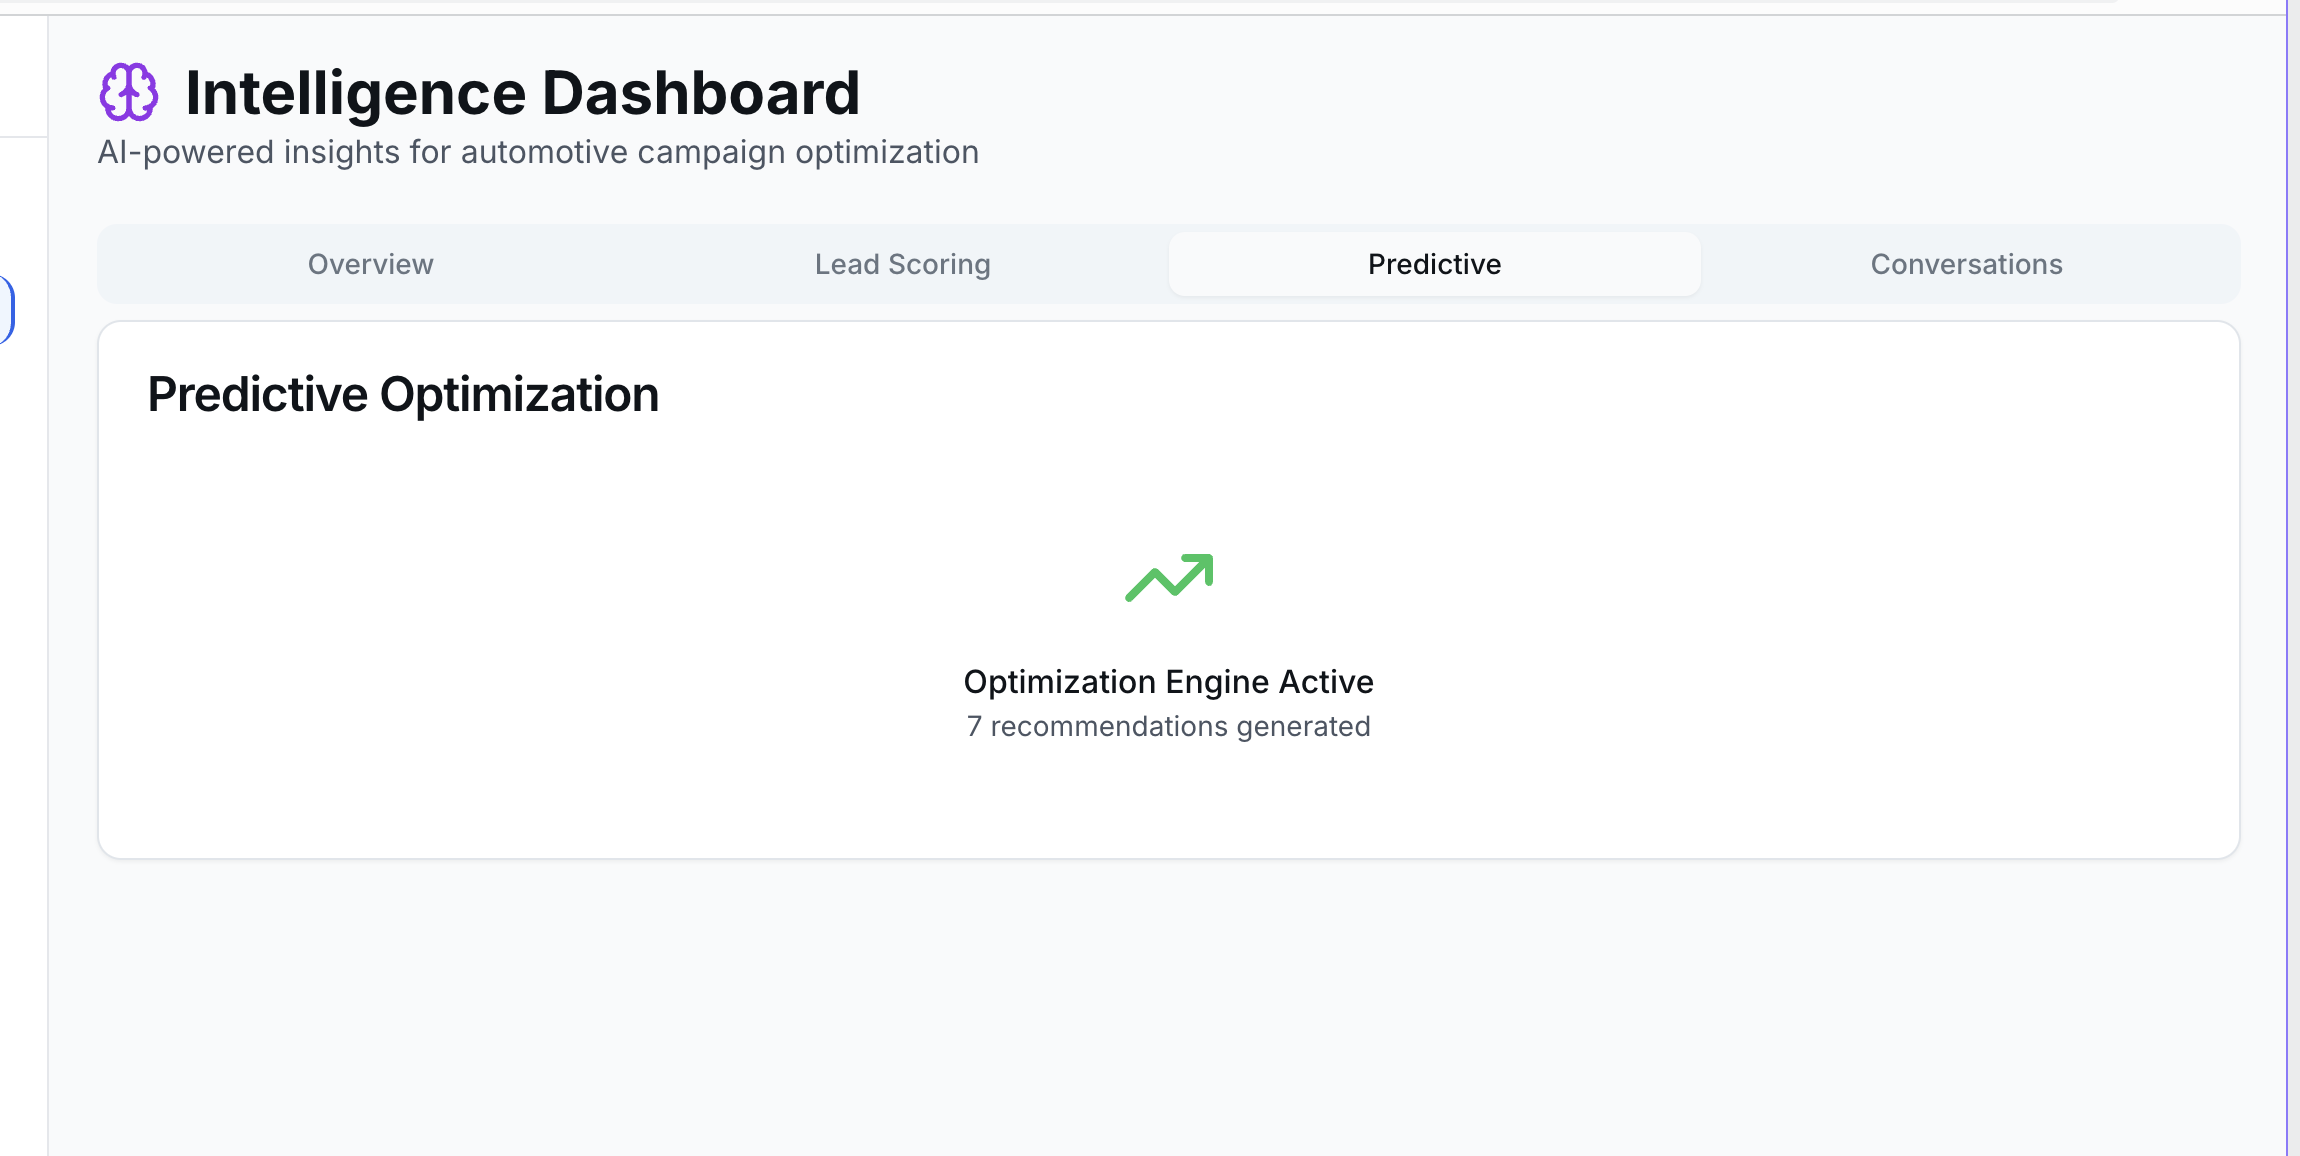 Intelligence Dashboard
AI-powered insights for automotive campaign optimization
Overview
Lead Scoring
Predictive
Conversations
Predictive Optimization
Optimization Engine Active
7 recommendations generated